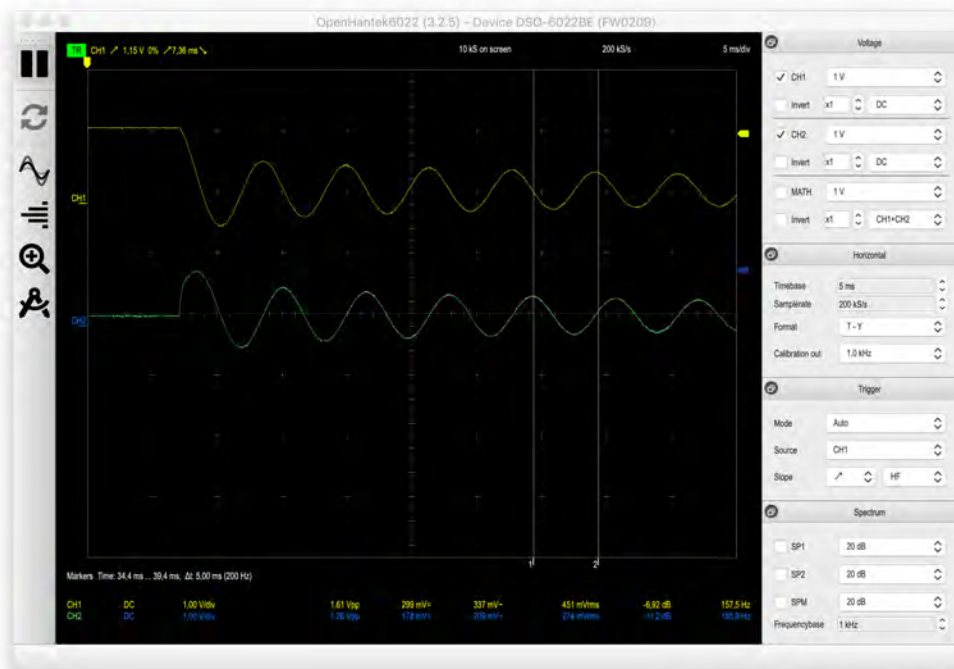 OpenHantek6022 (3.2.5) - Device DSO-6022BE (FW0209)
TR CH1 ↗ 1,15 V 0% ↗7,36 ms↘ 10 kS on screen 200 kS/s 5 ms/div
CH1
CH2
1 2
Markers Time: 34,4 ms ... 39,4 ms, Δt: 5,00 ms (200 Hz)
CH1 DC 1,00 V/div 1.61 Vpp 299 mV= 337 mV~ 451 mVrms -6,92 dB 157,5 Hz
CH2 DC 1,00 V/div
Voltage
CH1 1 V
Invert x1 DC
CH2 1 V
Invert x1 DC
MATH 1 V
Invert x1 CH1+CH2
Horizontal
Timebase 5 ms
Samplerate 200 kS/s
Format T - Y
Calibration out 1,0 kHz
Trigger
Mode Auto
Source CH1
Slope ↗ HF
Spectrum
SP1 20 dB
SP2 20 dB
SPM 20 dB
Frequencybase 1 kHz